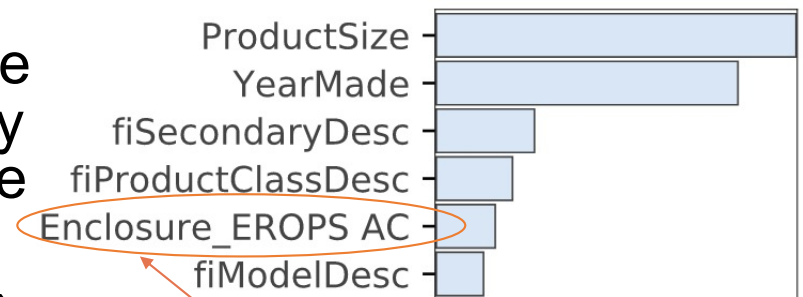 ProductSize
e
YearMade
y
fiSecondaryDesc
e
fiProductClassDesc
Enclosure_EROPS AC
fiModelDesc